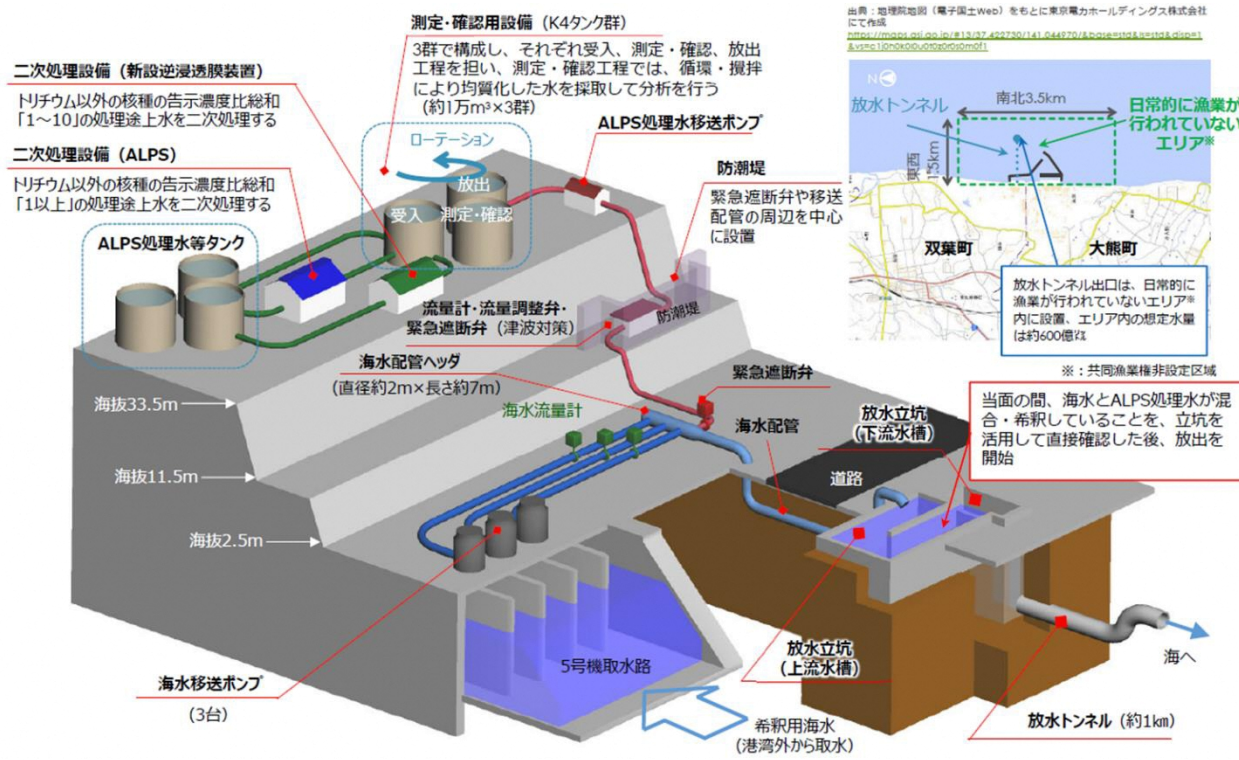 測定・確認用設備（K4タンク群）
3群で構成し、それぞれ受入、測定・確認、放出
工程を担い、測定・確認工程では、循環・攪拌
により均質化した水を採取して分析を行う
（約1万m³×3群）
二次処理設備（新設逆浸透膜装置）
トリチウム以外の核種の告示濃度比総和
「1～10」の処理途上水を二次処理する
二次処理設備（ALPS）
トリチウム以外の核種の告示濃度比総和
「1以上」の処理途上水を二次処理する
ALPS処理水等タンク
ローテーション
放出
受入
測定・確認
ALPS処理水移送ポンプ
防潮堤
緊急遮断弁や移送
配管の周辺を中心
に設置
防潮堤
流量計・流量調整弁・
緊急遮断弁（津波対策）
海水配管ヘッダ
（直径約2m×長さ約7m）
海水流量計
緊急遮断弁
海水配管
放水立坑
（下流水槽）
道路
海抜33.5m
海抜11.5m
海抜2.5m
海水移送ポンプ
（3台）
5号機取水路
希釈用海水
（港湾外から取水）
放水立坑
（上流水槽）
放水トンネル（約1km）
海へ
当面の間、海水とALPS処理水が混
合・希釈していることを、立坑を
活用して直接確認した後、放出を
開始
出典：地理院地図（電子国土Web）をもとに東京電力ホールディングス株式会社
にて作成
N
放水トンネル
南北3.5km
東西
1.5km
日常的に漁業が
行われていない
エリア※
双葉町
大熊町
放水トンネル出口は、日常的に
漁業が行われていないエリア※
内に設置、エリア内の想定水量
は約600億㍑
※：共同漁業権非設定区域